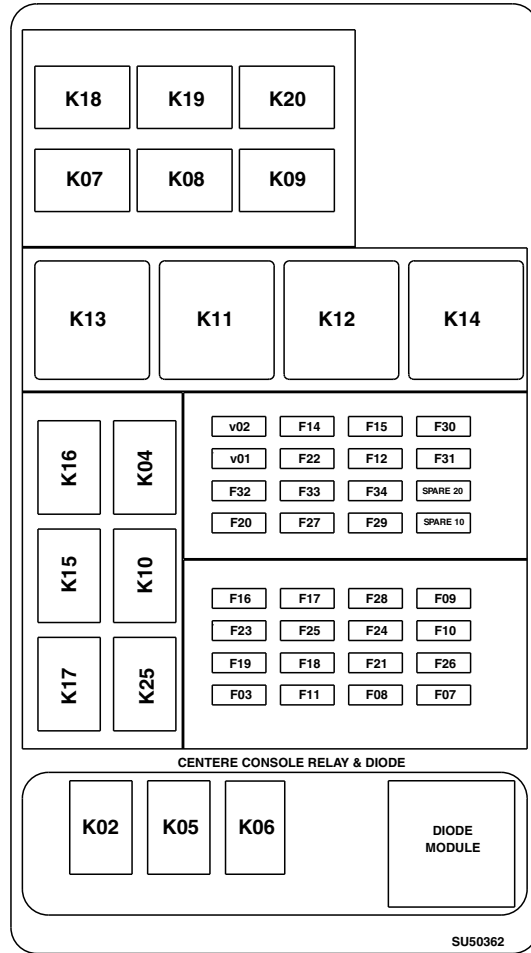 K18 K19 K20
K07 K08 K09
K13 K11 K12 K14
K16 K04
K15 K10
K17 K25
v02 F14 F15 F30
v01 F22 F12 F31
F32 F33 F34 SPARE 20
F20 F27 F29 SPARE 10
F16 F17 F28 F09
F23 F25 F24 F10
F19 F18 F21 F26
F03 F11 F08 F07
CENTERE CONSOLE RELAY & DIODE
K02 K05 K06
DIODE
MODULE
SU50362